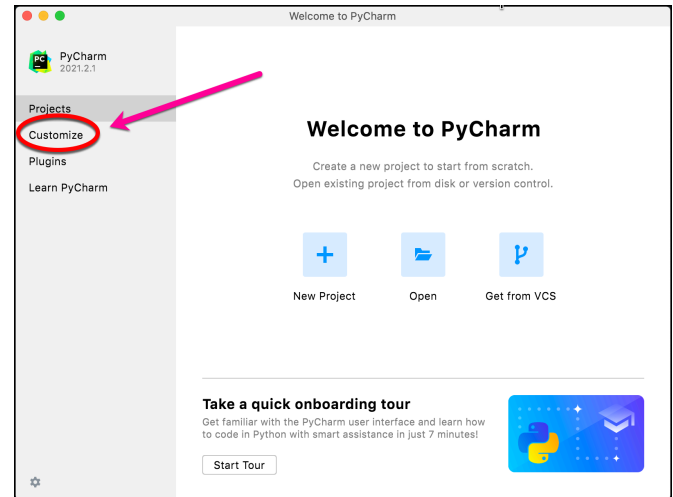 Welcome to PyCharm
PC
PyCharm
2021.2.1
Projects
Customize
Plugins
Learn PyCharm
Welcome to PyCharm
Create a new project to start from scratch.
Open existing project from disk or version control.
New Project
Open
Get from VCS
Take a quick onboarding tour
Get familiar with the PyCharm user interface and learn how
to code in Python with smart assistance in just 7 minutes!
Start Tour